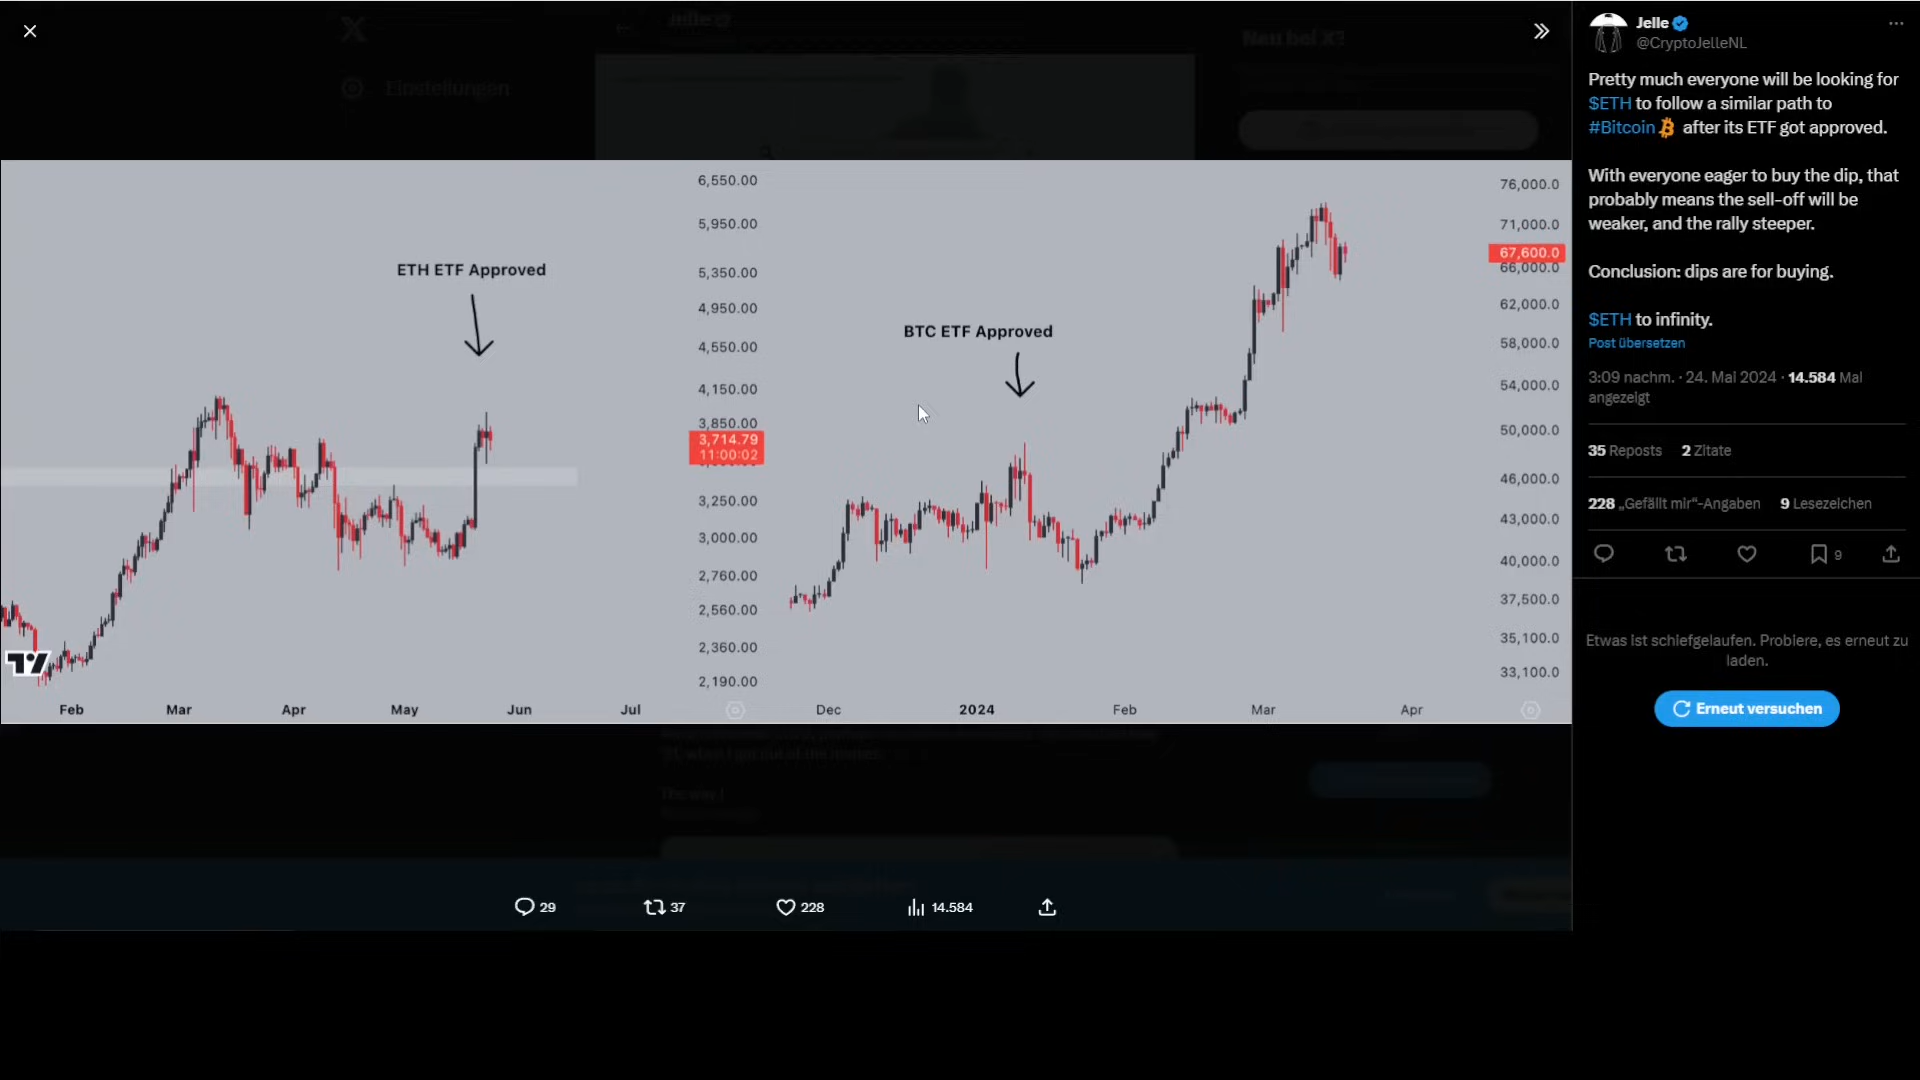 Jelle
Neu bei X?
Einstellungen
6,550.00
5,950.00
5,350.00
4,950.00
4,550.00
4,150.00
3,850.00
3,714.79
11:00:02
3,250.00
3,000.00
2,760.00
2,560.00
2,360.00
2,190.00
ETH ETF Approved
Feb Mar Apr May Jun Jul
BTC ETF Approved
76,000.0
71,000.0
67,600.0
66,000.0
62,000.0
58,000.0
54,000.0
50,000.0
46,000.0
43,000.0
40,000.0
37,500.0
35,100.0
33,100.0
Dec 2024 Feb Mar Apr
29 37 228 14.584
Jelle
@CryptoJelleNL
Pretty much everyone will be looking for
$ETH to follow a similar path to
#Bitcoin after its ETF got approved.
With everyone eager to buy the dip, that
probably means the sell-off will be
weaker, and the rally steeper.
Conclusion: dips are for buying.
$ETH to infinity.
Post übersetzen
3:09 nachm. · 24. Mai 2024 · 14.584 Mal
angezeigt
35 Reposts 2 Zitate
228 „Gefällt mir“-Angaben 9 Lesezeichen
9
Etwas ist schiefgelaufen. Probiere, es erneut zu
laden.
Erneut versuchen